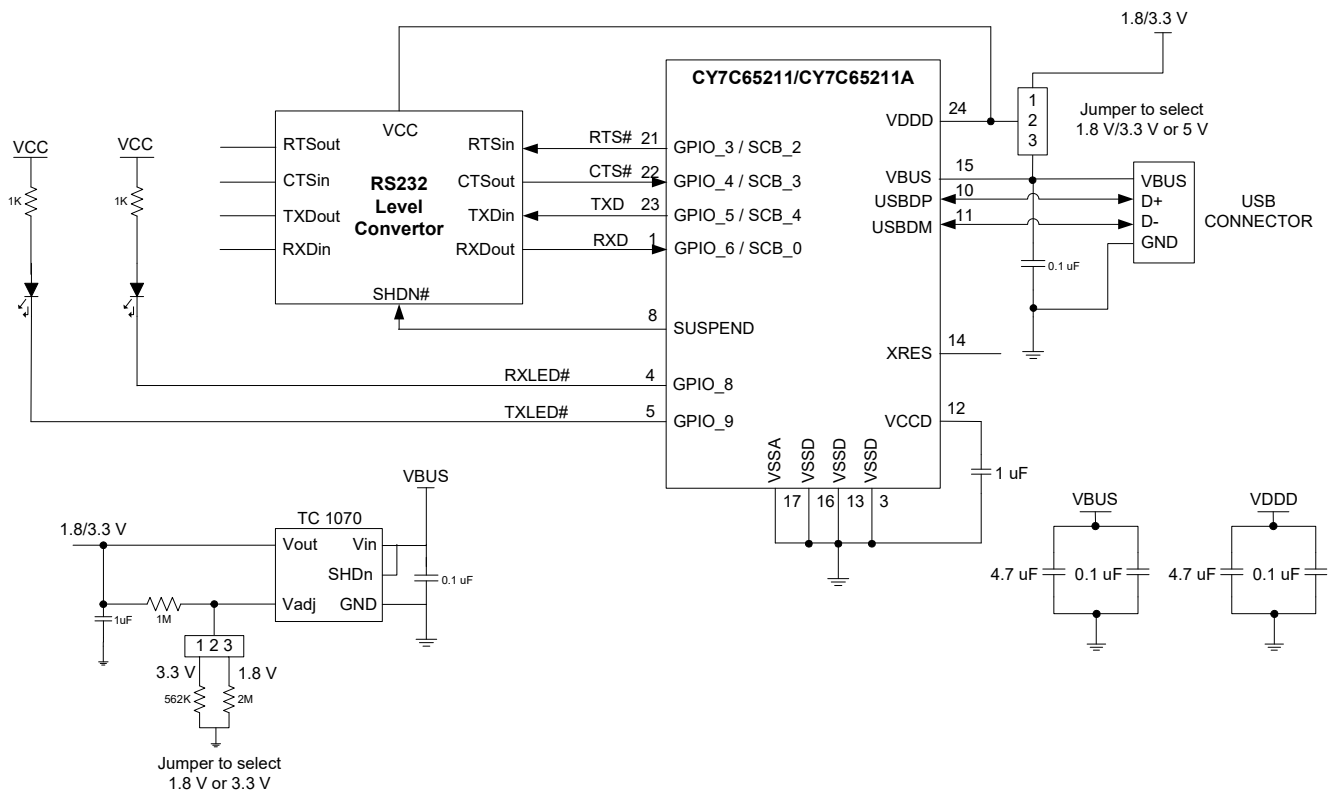 1.8/3.3 V
CY7C65211/CY7C65211A
VCC
RTSout
RTSin
RTS#
21
GPIO_3 / SCB_2
VDDD
24
1
2
3
Jumper to select
1.8 V/3.3 V or 5 V
VCC
VCC
1K
1K
CTSin
RS232
Level
Convertor
CTSout
CTS#
22
GPIO_4 / SCB_3
TXDout
TXDin
TXD
23
GPIO_5 / SCB_4
RXDin
RXDout
RXD
1
GPIO_6 / SCB_0
VBUS
15
USBDP
10
USBDM
11
VBUS
D+
D-
GND
USB
CONNECTOR
0.1 uF
SHDN#
8
SUSPEND
XRES
14
RXLED#
4
GPIO_8
TXLED#
5
GPIO_9
VCCD
12
1 uF
VSSA
VSSD
VSSD
VSSD
17
16
13
3
VBUS
TC 1070
1.8/3.3 V
Vout
Vin
SHDn
Vadj
GND
0.1 uF
1uF
1M
1 2 3
3.3 V
1.8 V
562K
2M
Jumper to select
1.8 V or 3.3 V
VBUS
4.7 uF
0.1 uF
VDDD
4.7 uF
0.1 uF